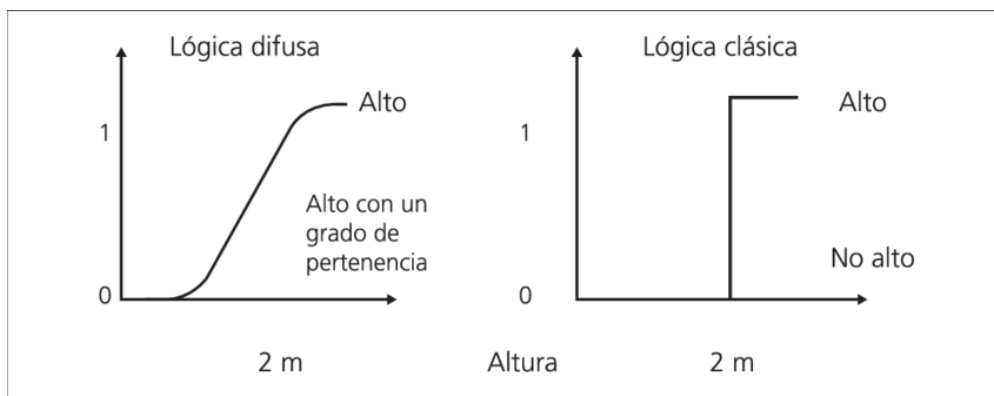 Lógica difusa
1
Alto
Alto con un
grado de
pertenencia
0
2 m
Altura
Lógica clásica
1
Alto
No alto
0
2 m